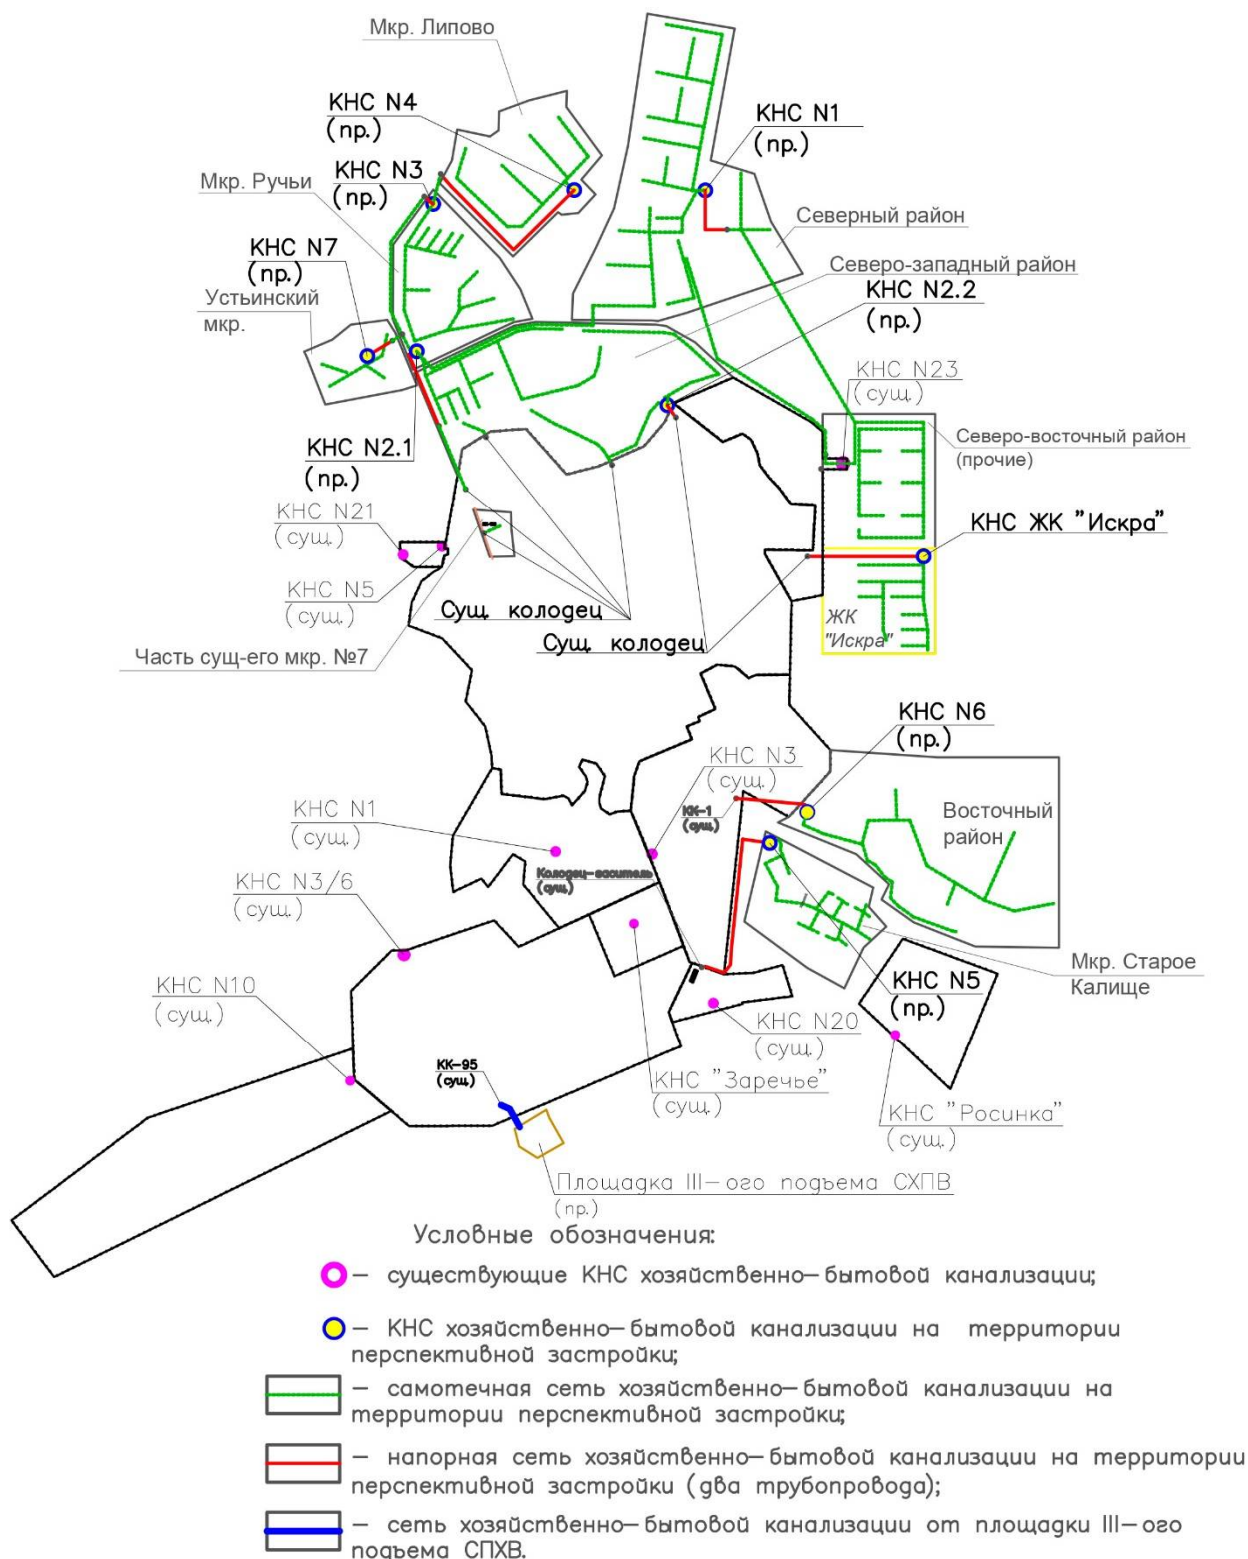 Мкр. Липово
КНС N4
(пр.)
КНС N1
(пр.)
КНС N3
(пр.)
Мкр. Ручьи
Северный район
КНС N7
(пр.)
Северо-западный район
КНС N2.2
(пр.)
Устьинский
мкр.
КНС N23
(сущ.)
Северо-восточный район
(прочие)
КНС N2.1
(пр.)
КНС N21
(сущ.)
КНС ЖК "Искра"
КНС N5
(сущ.)
Сущ. колодец
Сущ. колодец
ЖК
"Искра"
Часть сущ-его мкр. №7
КНС N6
(пр.)
КНС N3
(сущ.)
КК-1
(сущ.)
КНС N1
(сущ.)
Восточный
район
Колодец-гаситель
(сущ.)
КНС N3/6
(сущ.)
Мкр. Старое
Калище
КНС N5
(пр.)
КНС N10
(сущ.)
КНС N20
(сущ.)
КК-95
(сущ.)
КНС "Заречье"
(сущ.)
КНС "Росинка"
(сущ.)
Площадка III-ого подъема СХПВ
(пр.)
Условные обозначения:
– существующие КНС хозяйственно-бытовой канализации;
– КНС хозяйственно-бытовой канализации на территории
перспективной застройки;
– самотечная сеть хозяйственно-бытовой канализации на
территории перспективной застройки;
– напорная сеть хозяйственно-бытовой канализации на территории
перспективной застройки (два трубопровода);
– сеть хозяйственно-бытовой канализации от площадки III-ого
подъема СПХВ.